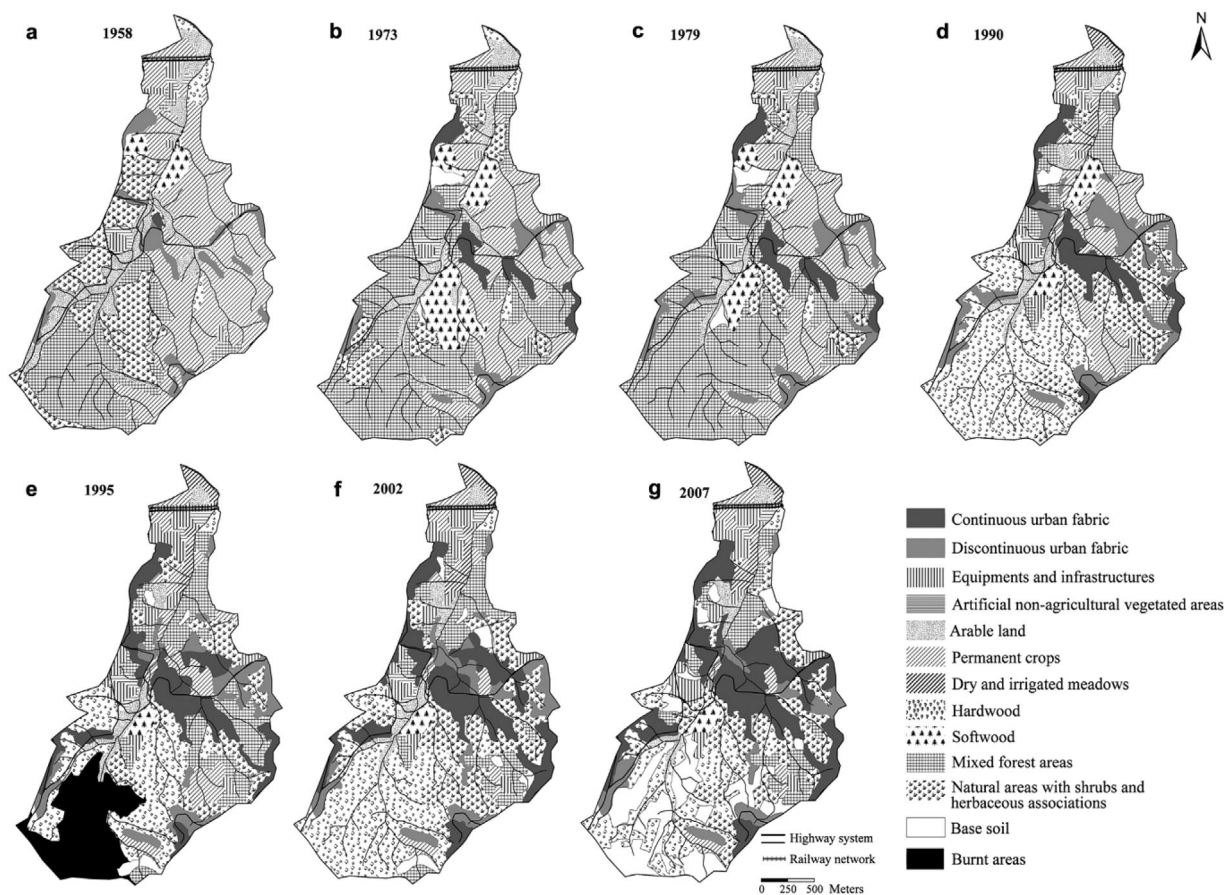 a 1958
b 1973
c 1979
d 1990
N
e 1995
f 2002
g 2007
Continuous urban fabric
Discontinuous urban fabric
Equipments and infrastructures
Artificial non-agricultural vegetated areas
Arable land
Permanent crops
Dry and irrigated meadows
Hardwood
Softwood
Mixed forest areas
Natural areas with shrubs and
herbaceous associations
Base soil
Burnt areas
Highway system
Railway network
0 250 500 Meters